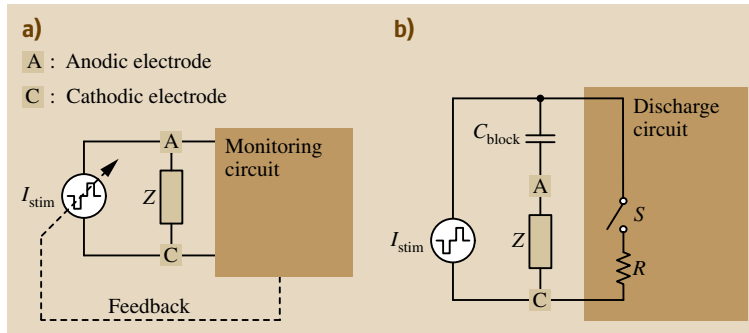 a)
A : Anodic electrode
C : Cathodic electrode
A
Monitoring
circuit
I_stim
Z
C
Feedback
b)
Discharge
circuit
C_block
A
S
I_stim
Z
R
C